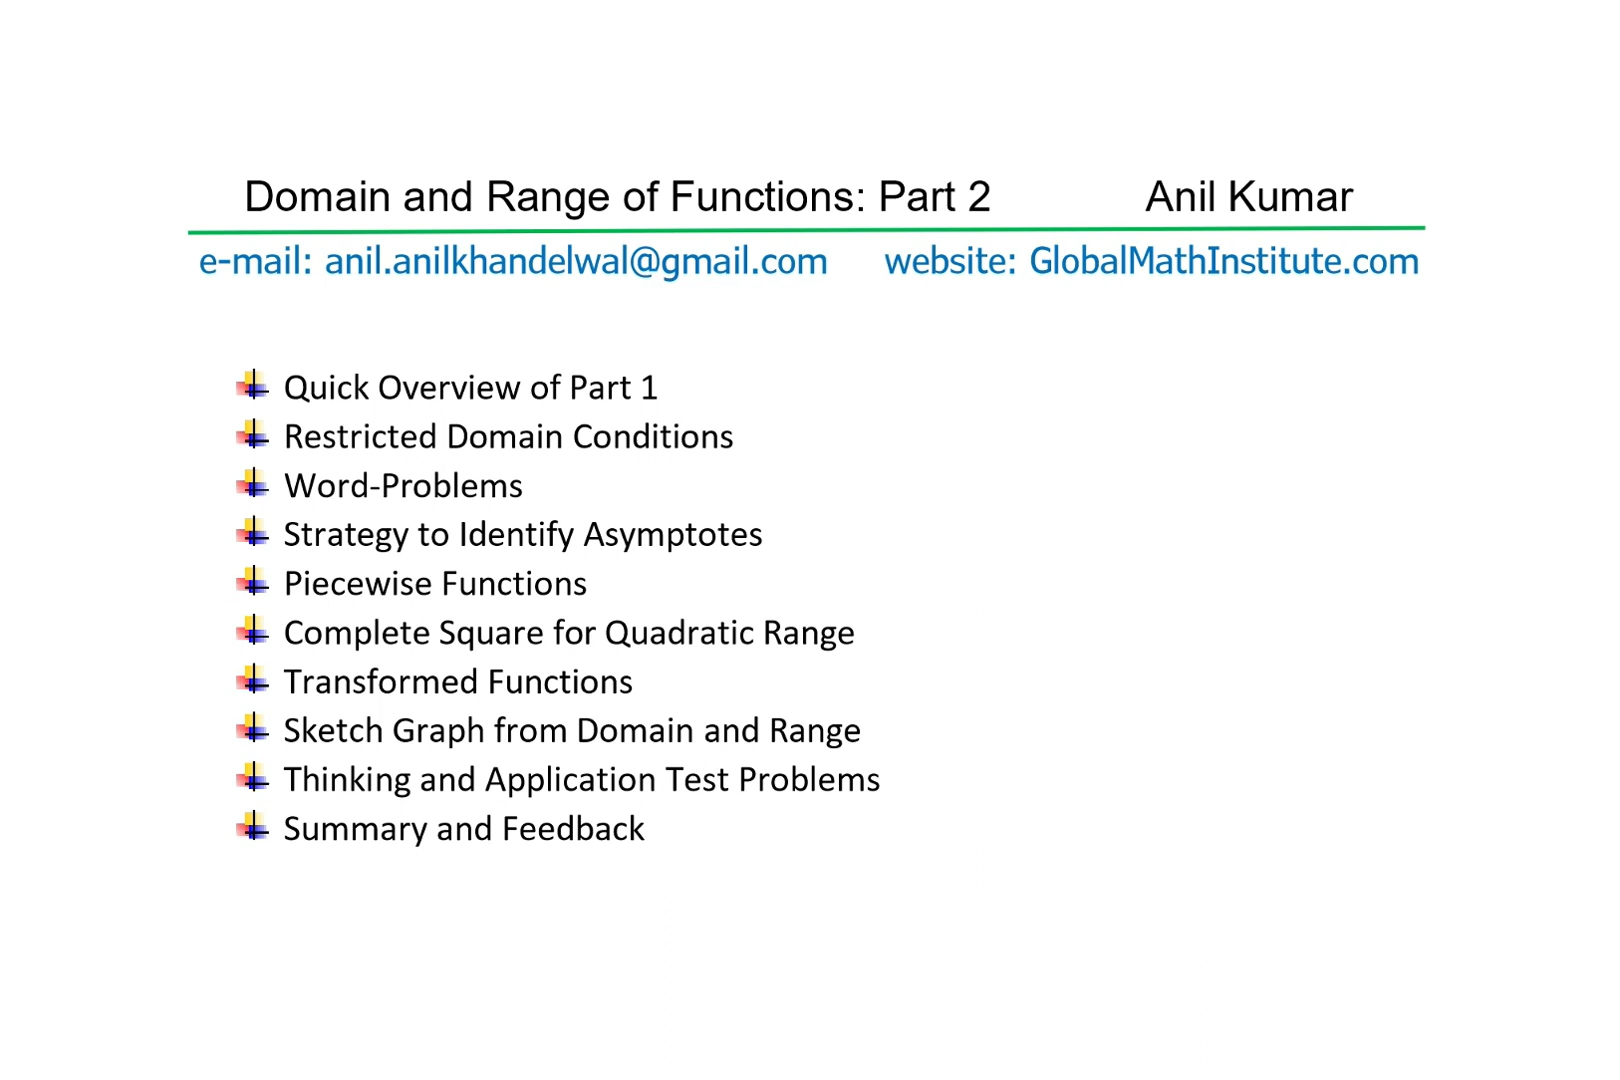 Domain and Range of Functions: Part 2 Anil Kumar
e-mail: anil.anilkhandelwal@gmail.com website: GlobalMathInstitute.com
Quick Overview of Part 1
Restricted Domain Conditions
Word-Problems
Strategy to Identify Asymptotes
Piecewise Functions
Complete Square for Quadratic Range
Transformed Functions
Sketch Graph from Domain and Range
Thinking and Application Test Problems
Summary and Feedback